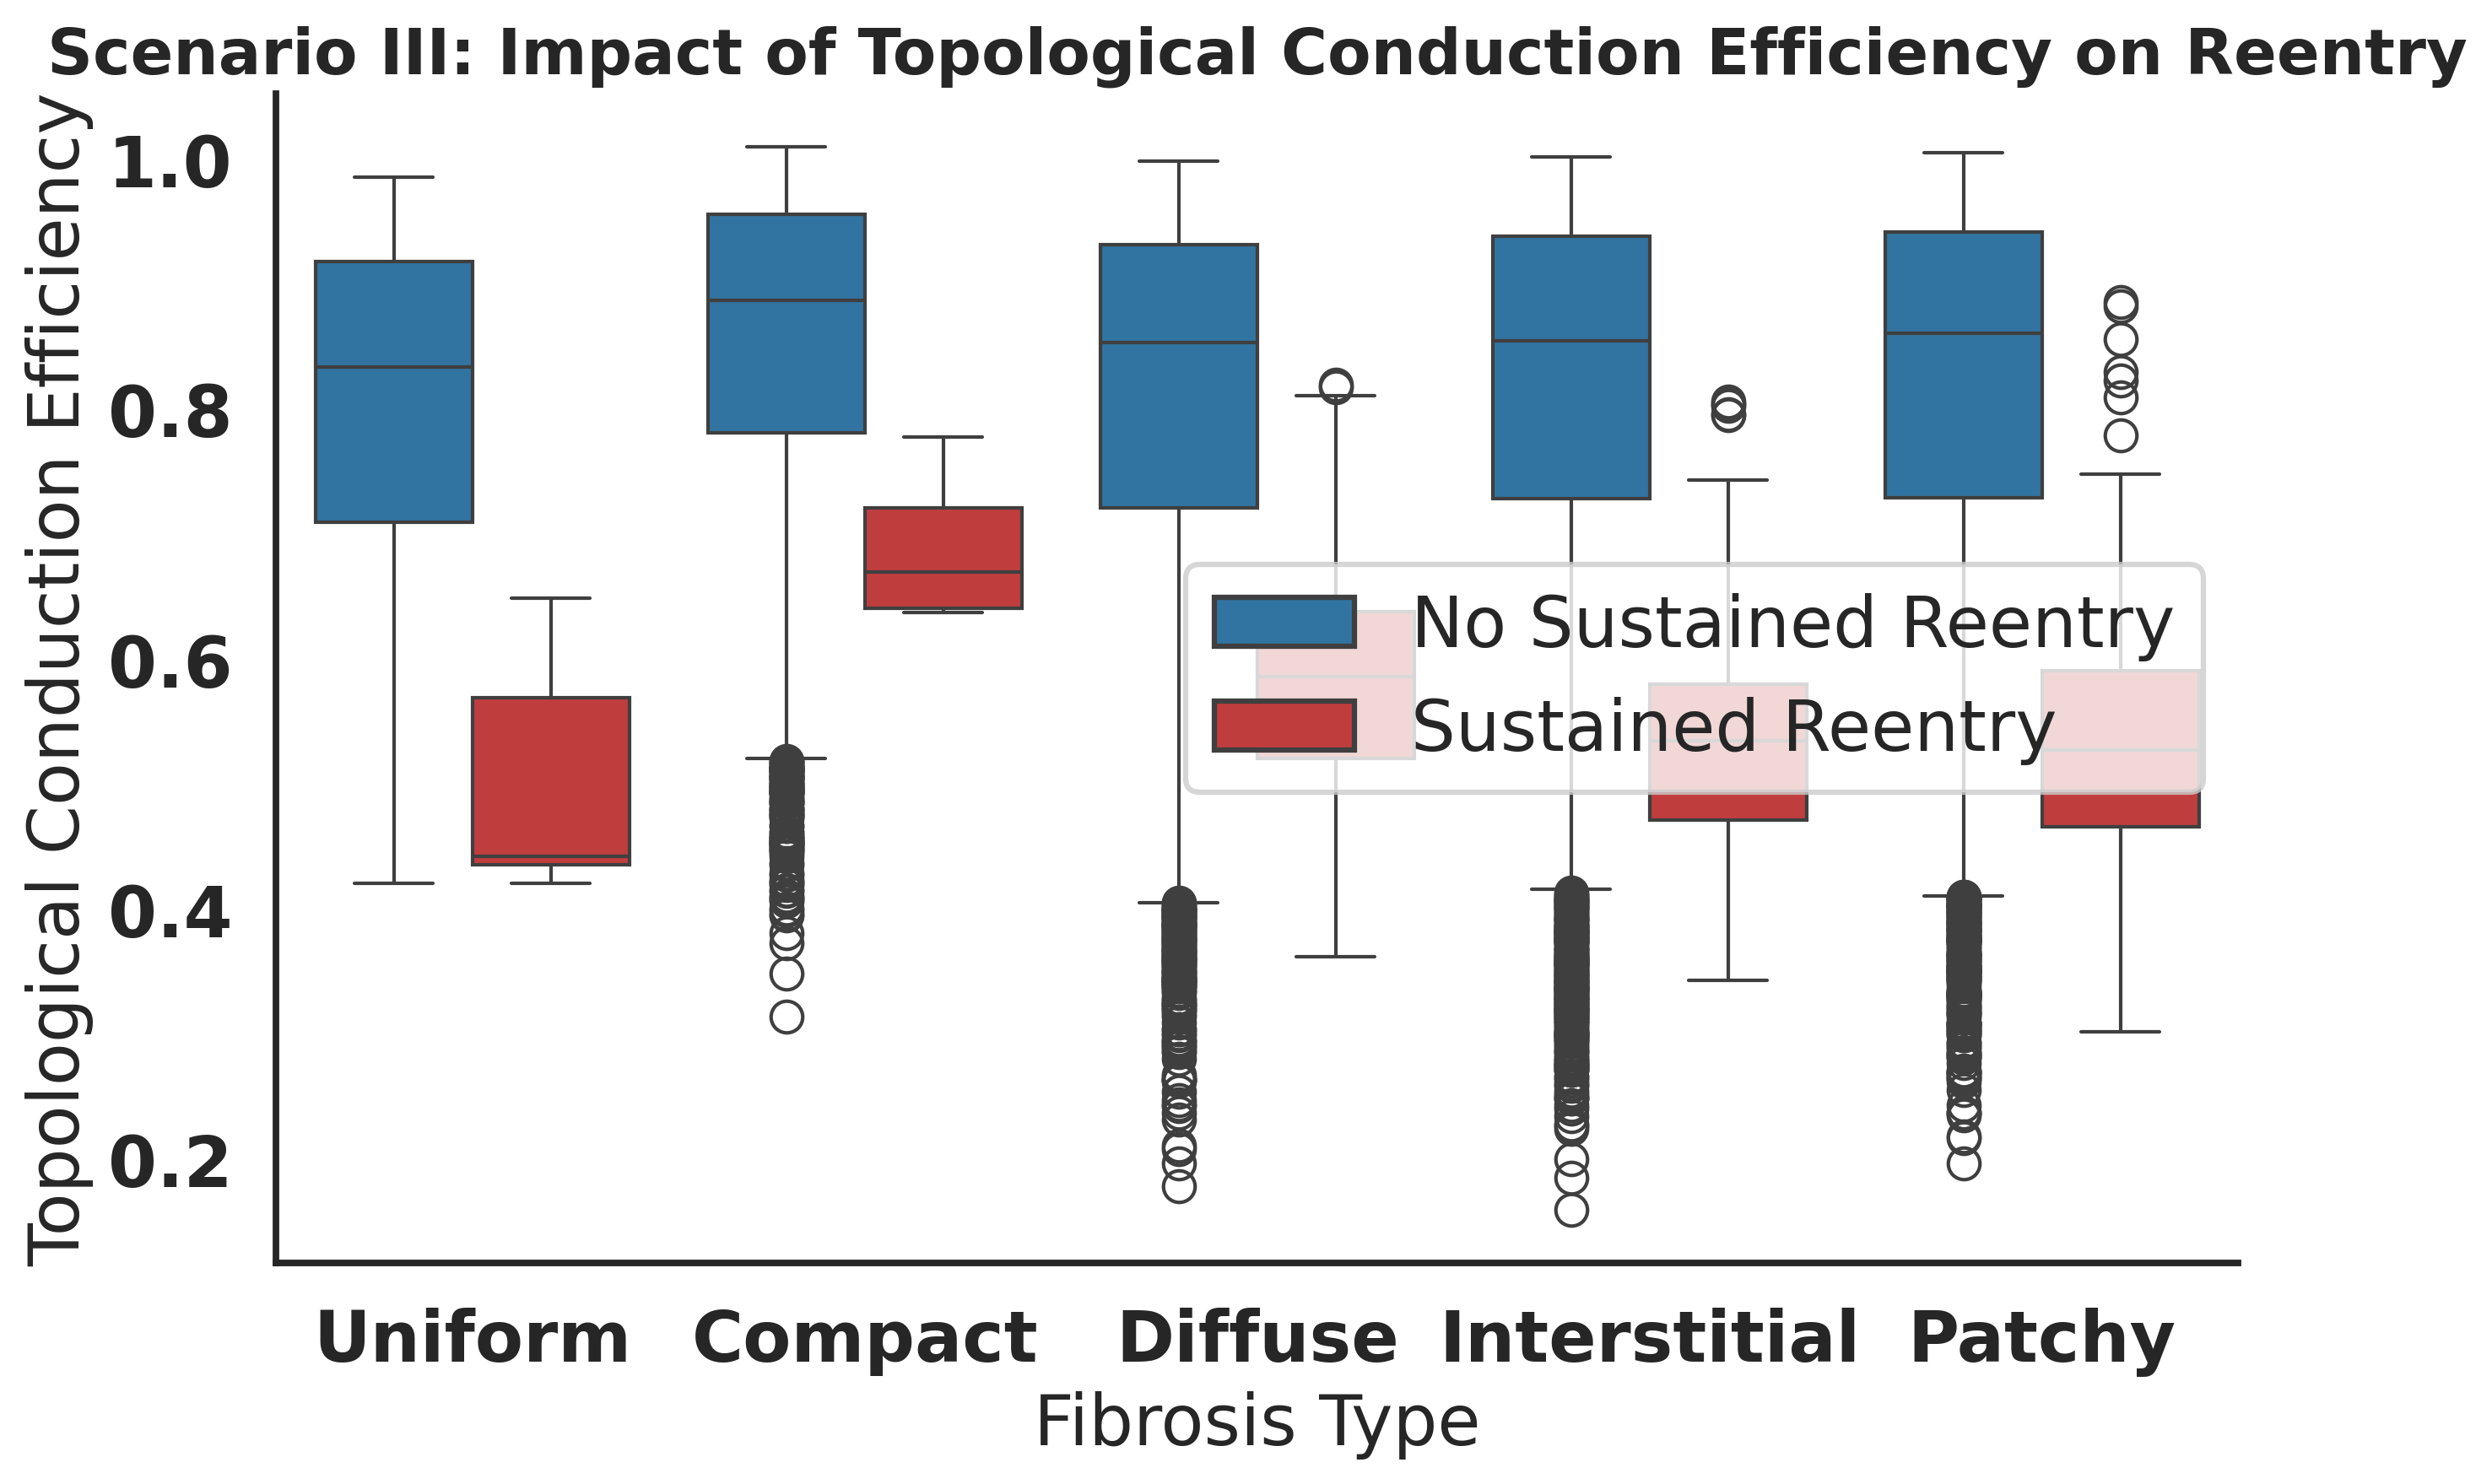 Scenario III: Impact of Topological Conduction Efficiency on Reentry
Topological Conduction Efficiency
1.0
0.8
0.6
0.4
0.2
No Sustained Reentry
Sustained Reentry
Uniform Compact Diffuse Interstitial Patchy
Fibrosis Type